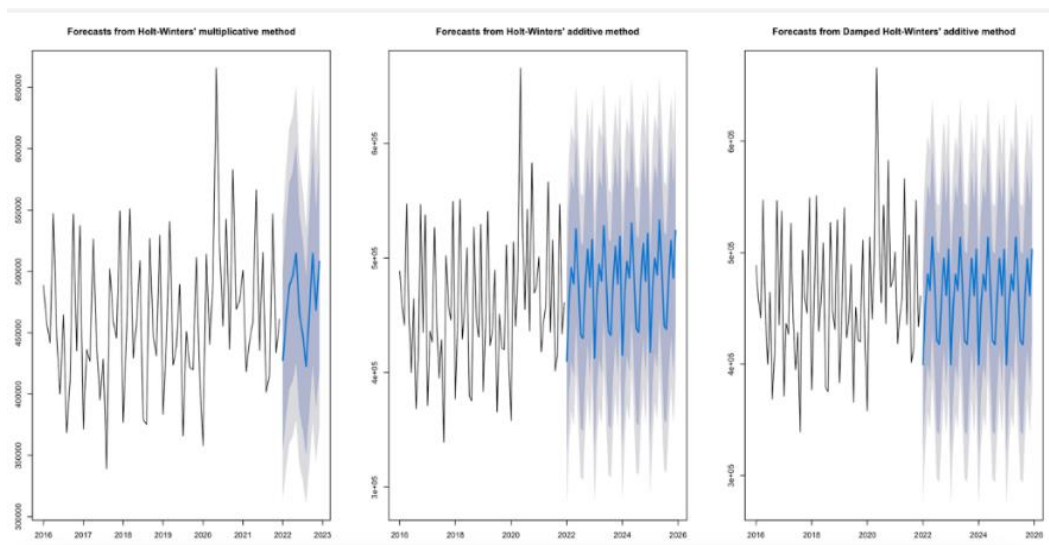 Forecasts from Holt-Winters' multiplicative method
650000
600000
550000
500000
450000
400000
350000
300000
2016 2017 2018 2019 2020 2021 2022 2023
Forecasts from Holt-Winters' additive method
6e+05
5e+05
4e+05
3e+05
2016 2018 2020 2022 2024 2026
Forecasts from Damped Holt-Winters' additive method
6e+05
5e+05
4e+05
3e+05
2016 2018 2020 2022 2024 2026